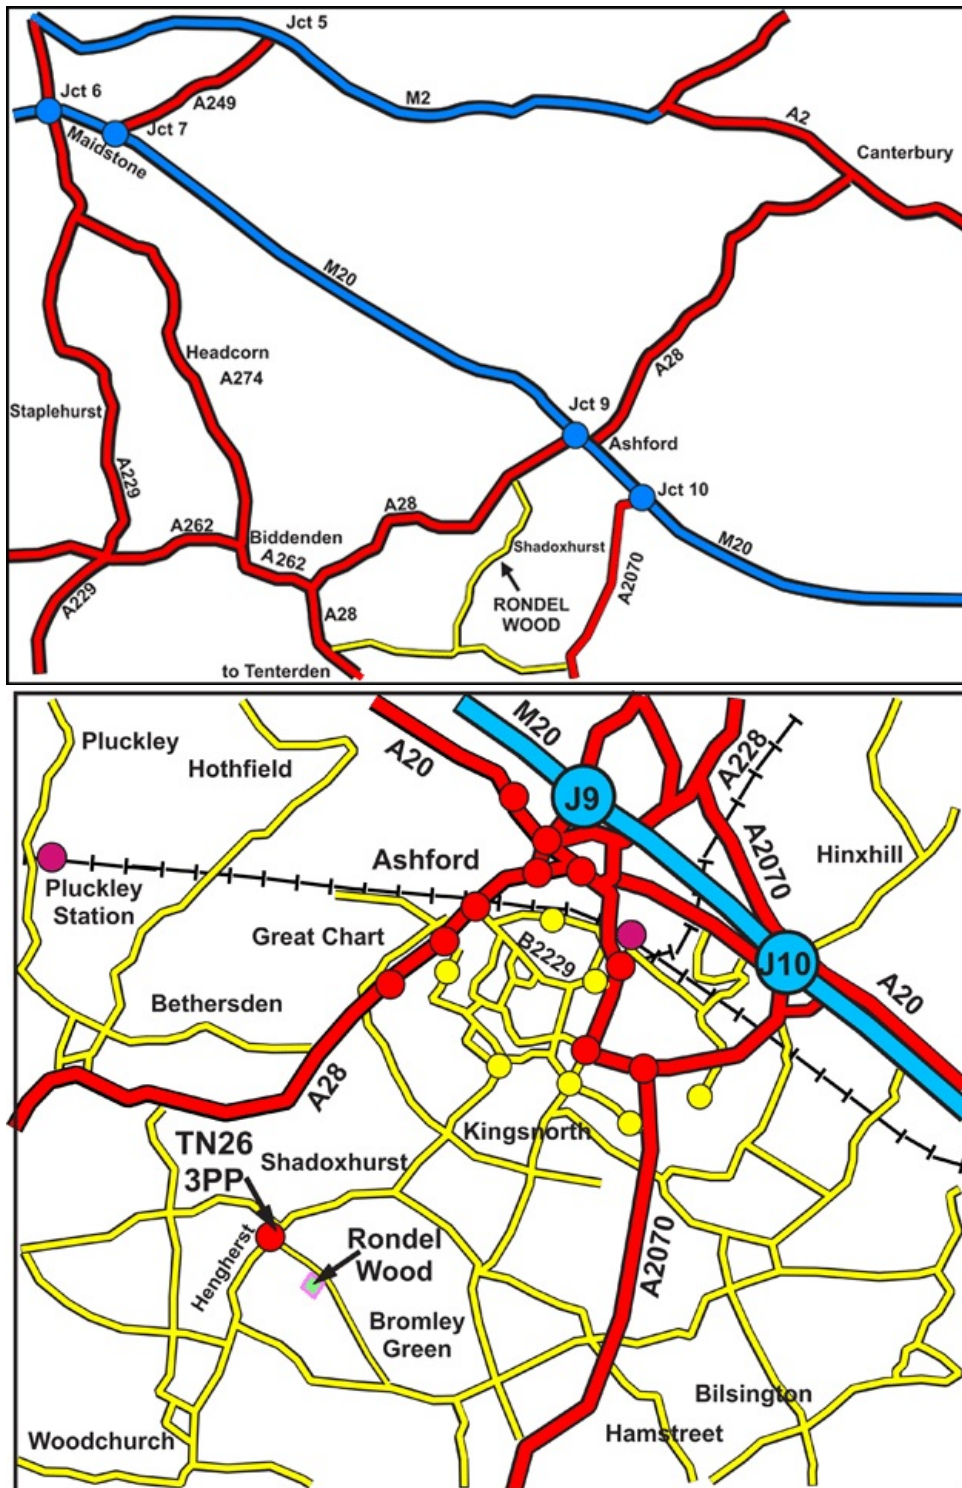 Jct 5
Jct 6
A249
M2
Jct 7
A2
Maidstone
Canterbury
M20
Headcorn
A274
A28
Staplehurst
Jct 9
Ashford
A229
Jct 10
A28
A262
Biddenden
M20
A262
Shadoxhurst
A2070
A229
RONDEL
WOOD
A28
to Tenterden
M20
Pluckley
A20
A228
Hothfield
J9
A2070
Hinxhill
Ashford
Pluckley
Station
Great Chart
B2229
J10
Bethersden
A20
A28
TN26
3PP
Kingsnorth
Shadoxhurst
Hengherst
Rondel
Wood
A2070
Bromley
Green
Bilsington
Woodchurch
Hamstreet